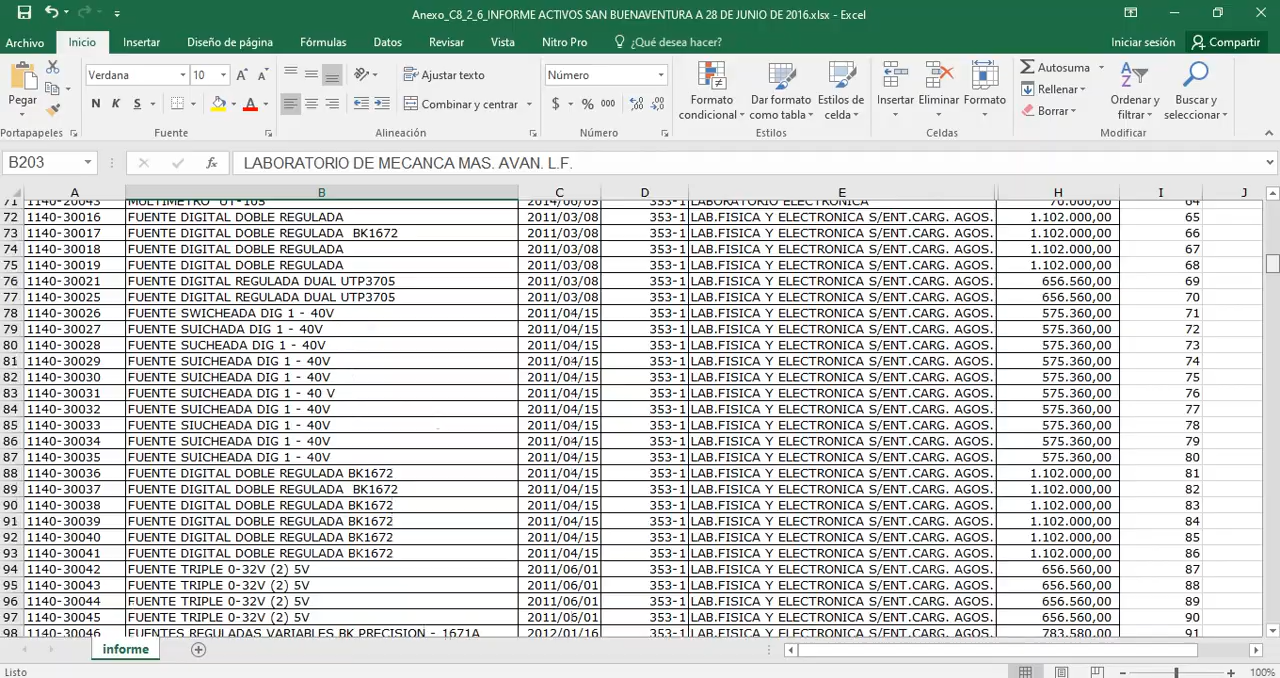 Anexo_C8_2_6_INFORME ACTIVOS SAN BUENAVENTURA A 28 DE JUNIO DE 2016.xlsx - Excel
Archivo Inicio Insertar Diseño de página Fórmulas Datos Revisar Vista Nitro Pro ¿Qué desea hacer? Iniciar sesión Compartir
Verdana 10 A A Ajustar texto Número Autosuma
Pegar N K S A Combinar y centrar $ % 000 Formato condicional Dar formato como tabla Estilos de celda Insertar Eliminar Formato Rellenar Borrar Ordenar y filtrar Buscar y seleccionar
Portapapeles Fuente Alineación Número Estilos Celdas Modificar
B203 fx LABORATORIO DE MECANCA MAS. AVAN. L.F.
A B C D E H I J
71 1140-20043 MULTIMETRO UT-105 2014/06/05 353-1 LABORATORIO ELECTRONICA 70.000,00 64
72 1140-30016 FUENTE DIGITAL DOBLE REGULADA 2011/03/08 353-1 LAB.FISICA Y ELECTRONICA S/ENT.CARG. AGOS. 1.102.000,00 65
73 1140-30017 FUENTE DIGITAL DOBLE REGULADA BK1672 2011/03/08 353-1 LAB.FISICA Y ELECTRONICA S/ENT.CARG. AGOS. 1.102.000,00 66
74 1140-30018 FUENTE DIGITAL DOBLE REGULADA 2011/03/08 353-1 LAB.FISICA Y ELECTRONICA S/ENT.CARG. AGOS. 1.102.000,00 67
75 1140-30019 FUENTE DIGITAL DOBLE REGULADA 2011/03/08 353-1 LAB.FISICA Y ELECTRONICA S/ENT.CARG. AGOS. 1.102.000,00 68
76 1140-30021 FUENTE DIGITAL REGULADA DUAL UTP3705 2011/03/08 353-1 LAB.FISICA Y ELECTRONICA S/ENT.CARG. AGOS. 656.560,00 69
77 1140-30025 FUENTE DIGITAL REGULADA DUAL UTP3705 2011/03/08 353-1 LAB.FISICA Y ELECTRONICA S/ENT.CARG. AGOS. 656.560,00 70
78 1140-30026 FUENTE SWICHEADA DIG 1 - 40V 2011/04/15 353-1 LAB.FISICA Y ELECTRONICA S/ENT.CARG. AGOS. 575.360,00 71
79 1140-30027 FUENTE SUICHADA DIG 1 - 40V 2011/04/15 353-1 LAB.FISICA Y ELECTRONICA S/ENT.CARG. AGOS. 575.360,00 72
80 1140-30028 FUENTE SUCHEADA DIG 1 - 40V 2011/04/15 353-1 LAB.FISICA Y ELECTRONICA S/ENT.CARG. AGOS. 575.360,00 73
81 1140-30029 FUENTE SUICHEADA DIG 1 - 40V 2011/04/15 353-1 LAB.FISICA Y ELECTRONICA S/ENT.CARG. AGOS. 575.360,00 74
82 1140-30030 FUENTE SUICHEADA DIG 1 - 40V 2011/04/15 353-1 LAB.FISICA Y ELECTRONICA S/ENT.CARG. AGOS. 575.360,00 75
83 1140-30031 FUENTE SUICHEADA DIG 1 - 40 V 2011/04/15 353-1 LAB.FISICA Y ELECTRONICA S/ENT.CARG. AGOS. 575.360,00 76
84 1140-30032 FUENTE SUICHEADA DIG 1 - 40V 2011/04/15 353-1 LAB.FISICA Y ELECTRONICA S/ENT.CARG. AGOS. 575.360,00 77
85 1140-30033 FUENTE SIUCHEADA DIG 1 - 40V 2011/04/15 353-1 LAB.FISICA Y ELECTRONICA S/ENT.CARG. AGOS. 575.360,00 78
86 1140-30034 FUENTE SUICHEADA DIG 1 - 40V 2011/04/15 353-1 LAB.FISICA Y ELECTRONICA S/ENT.CARG. AGOS. 575.360,00 79
87 1140-30035 FUENTE SUICHEADA DIG 1 - 40V 2011/04/15 353-1 LAB.FISICA Y ELECTRONICA S/ENT.CARG. AGOS. 575.360,00 80
88 1140-30036 FUENTE DIGITAL DOBLE REGULADA BK1672 2011/04/15 353-1 LAB.FISICA Y ELECTRONICA S/ENT.CARG. AGOS. 1.102.000,00 81
89 1140-30037 FUENTE DIGITAL DOBLE REGULADA BK1672 2011/04/15 353-1 LAB.FISICA Y ELECTRONICA S/ENT.CARG. AGOS. 1.102.000,00 82
90 1140-30038 FUENTE DIGITAL DOBLE REGULADA BK1672 2011/04/15 353-1 LAB.FISICA Y ELECTRONICA S/ENT.CARG. AGOS. 1.102.000,00 83
91 1140-30039 FUENTE DIGITAL DOBLE REGULADA BK1672 2011/04/15 353-1 LAB.FISICA Y ELECTRONICA S/ENT.CARG. AGOS. 1.102.000,00 84
92 1140-30040 FUENTE DIGITAL DOBLE REGULADA BK1672 2011/04/15 353-1 LAB.FISICA Y ELECTRONICA S/ENT.CARG. AGOS. 1.102.000,00 85
93 1140-30041 FUENTE DIGITAL DOBLE REGULADA BK1672 2011/04/15 353-1 LAB.FISICA Y ELECTRONICA S/ENT.CARG. AGOS. 1.102.000,00 86
94 1140-30042 FUENTE TRIPLE 0-32V (2) 5V 2011/06/01 353-1 LAB.FISICA Y ELECTRONICA S/ENT.CARG. AGOS. 656.560,00 87
95 1140-30043 FUENTE TRIPLE 0-32V (2) 5V 2011/06/01 353-1 LAB.FISICA Y ELECTRONICA S/ENT.CARG. AGOS. 656.560,00 88
96 1140-30044 FUENTE TRIPLE 0-32V (2) 5V 2011/06/01 353-1 LAB.FISICA Y ELECTRONICA S/ENT.CARG. AGOS. 656.560,00 89
97 1140-30045 FUENTE TRIPLE 0-32V (2) 5V 2011/06/01 353-1 LAB.FISICA Y ELECTRONICA S/ENT.CARG. AGOS. 656.560,00 90
98 1140-30046 FUENTES REGULADAS VARIABLES BK PRECISION - 1671A 2012/01/16 353-1 LAB.FISICA Y ELECTRONICA S/ENT.CARG. AGOS. 783.580,00 91
informe
Listo 100%